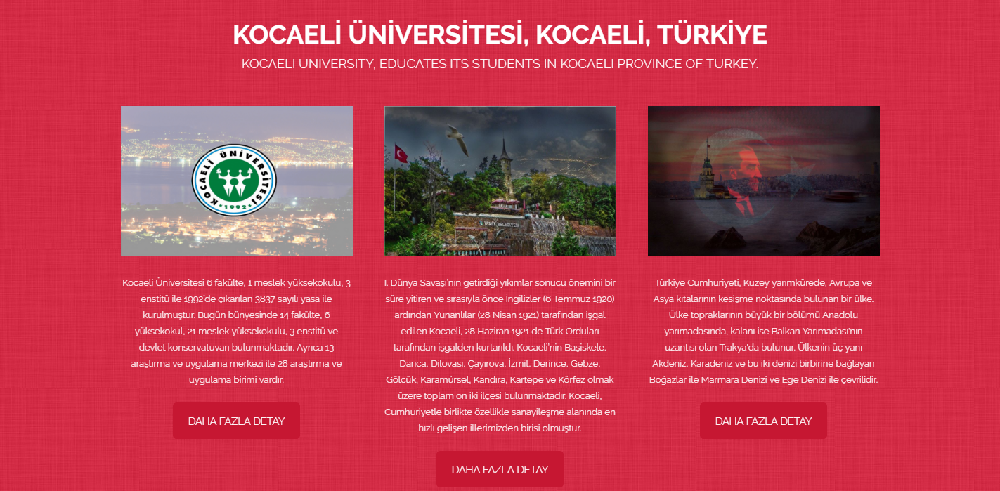 KOCAELİ ÜNİVERSİTESİ, KOCAELİ, TÜRKİYE
KOCAELI UNIVERSITY, EDUCATES ITS STUDENTS IN KOCAELI PROVINCE OF TURKEY.
KOCAELİ ÜNİVERSİTESİ
1992
Kocaeli Üniversitesi 6 fakülte, 1 meslek yüksekokulu, 3
enstitü ile 1992'de çıkarılan 3837 sayılı yasa ile
kurulmuştur. Bugün bünyesinde 14 fakülte, 6
yüksekokul, 21 meslek yüksekokulu, 3 enstitü ve
devlet konservatuvarı bulunmaktadır. Ayrıca 13
araştırma ve uygulama merkezi ile 28 araştırma ve
uygulama birimi vardır.
DAHA FAZLA DETAY
İZMİT BELEDİYESİ
I. Dünya Savaşı'nın getirdiği yıkımlar sonucu önemini bir
süre yitiren ve sırasıyla önce İngilizler (6 Temmuz 1920)
ardından Yunanlılar (28 Nisan 1921) tarafından işgal
edilen Kocaeli, 28 Haziran 1921 de Türk Orduları
tarafından işgalden kurtarıldı. Kocaeli'nin Başiskele,
Darıca, Dilovası, Çayırova, İzmit, Derince, Gebze,
Gölcük, Karamürsel, Kandıra, Kartepe ve Körfez olmak
üzere toplam on iki ilçesi bulunmaktadır. Kocaeli,
Cumhuriyetle birlikte özellikle sanayileşme alanında en
hızlı gelişen illerimizden birisi olmuştur.
DAHA FAZLA DETAY
Türkiye Cumhuriyeti, Kuzey yarımkürede, Avrupa ve
Asya kıtalarının kesişme noktasında bulunan bir ülke.
Ülke topraklarının büyük bir bölümü Anadolu
yarımadasında, kalanı ise Balkan Yarımadası'nın
uzantısı olan Trakya'da bulunur. Ülkenin üç yanı
Akdeniz, Karadeniz ve bu iki denizi birbirine bağlayan
Boğazlar ile Marmara Denizi ve Ege Denizi ile çevrilidir.
DAHA FAZLA DETAY